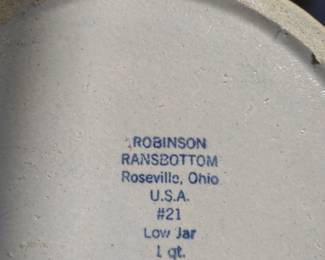 ROBINSON
RANSBOTTOM
Roseville, Ohio
U.S.A.
#21
Low Jar
1 qt.